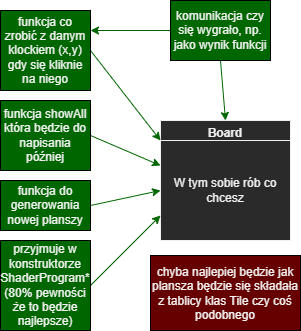 funkcja co
zrobić z danym
klockiem (x,y)
gdy się kliknie
na niego
komunikacja czy
się wygrało, np.
jako wynik funkcji
funkcja showAll
która będzie do
napisania
później
Board
W tym sobie rób co
chcesz
funkcja do
generowania
nowej planszy
przyjmuje w
konstruktorze
ShaderProgram*
(80% pewności
że to będzie
najlepsze)
chyba najlepiej będzie jak
plansza będzie się składała
z tablicy klas Tile czy coś
podobnego